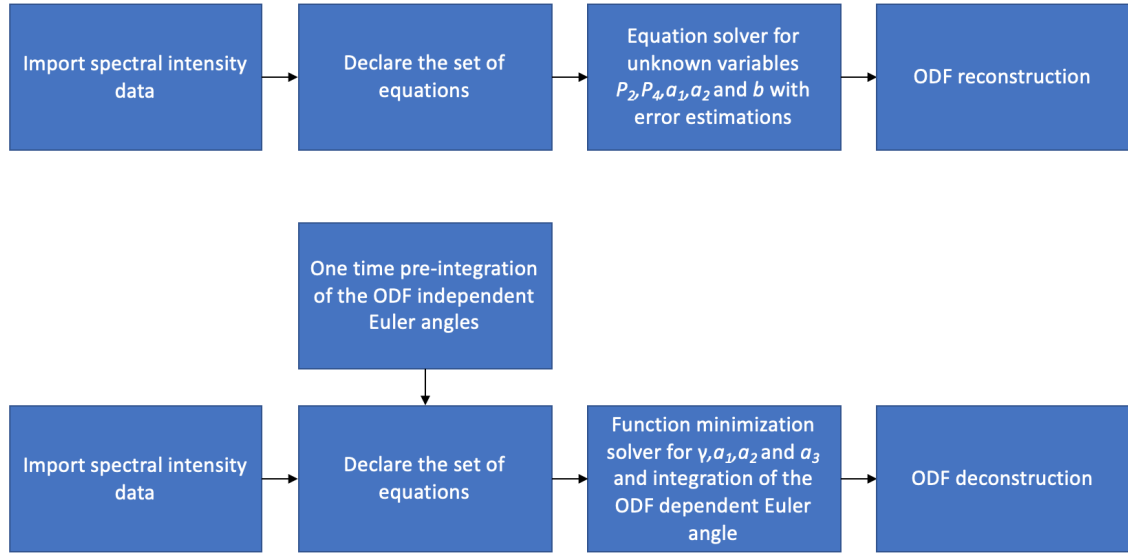 Import spectral intensity
data
Declare the set of
equations
Equation solver for
unknown variables
P₂,P₄,a₁,a₂ and b with
error estimations
ODF reconstruction
One time pre-integration
of the ODF independent
Euler angles
Import spectral intensity
data
Declare the set of
equations
Function minimization
solver for γ,a₁,a₂ and a₃
and integration of the
ODF dependent Euler
angle
ODF deconstruction